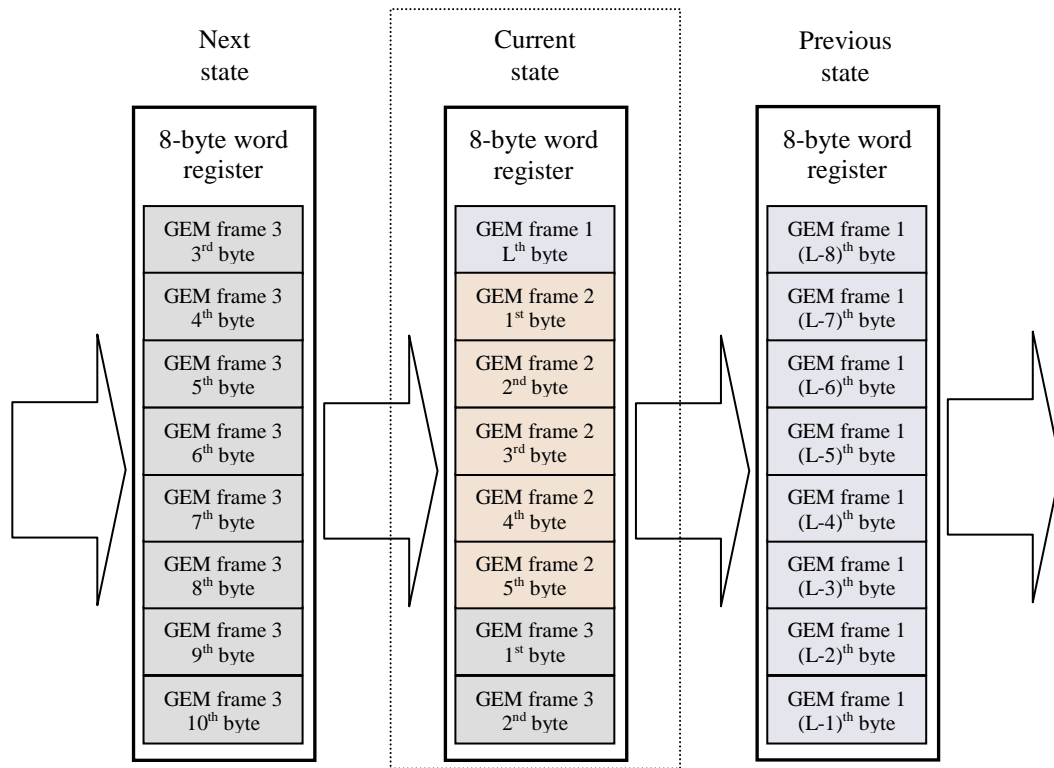 Next
state
8-byte word
register
GEM frame 3
3rd byte
GEM frame 3
4th byte
GEM frame 3
5th byte
GEM frame 3
6th byte
GEM frame 3
7th byte
GEM frame 3
8th byte
GEM frame 3
9th byte
GEM frame 3
10th byte
Current
state
8-byte word
register
GEM frame 1
Lth byte
GEM frame 2
1st byte
GEM frame 2
2nd byte
GEM frame 2
3rd byte
GEM frame 2
4th byte
GEM frame 2
5th byte
GEM frame 3
1st byte
GEM frame 3
2nd byte
Previous
state
8-byte word
register
GEM frame 1
(L-8)th byte
GEM frame 1
(L-7)th byte
GEM frame 1
(L-6)th byte
GEM frame 1
(L-5)th byte
GEM frame 1
(L-4)th byte
GEM frame 1
(L-3)th byte
GEM frame 1
(L-2)th byte
GEM frame 1
(L-1)th byte